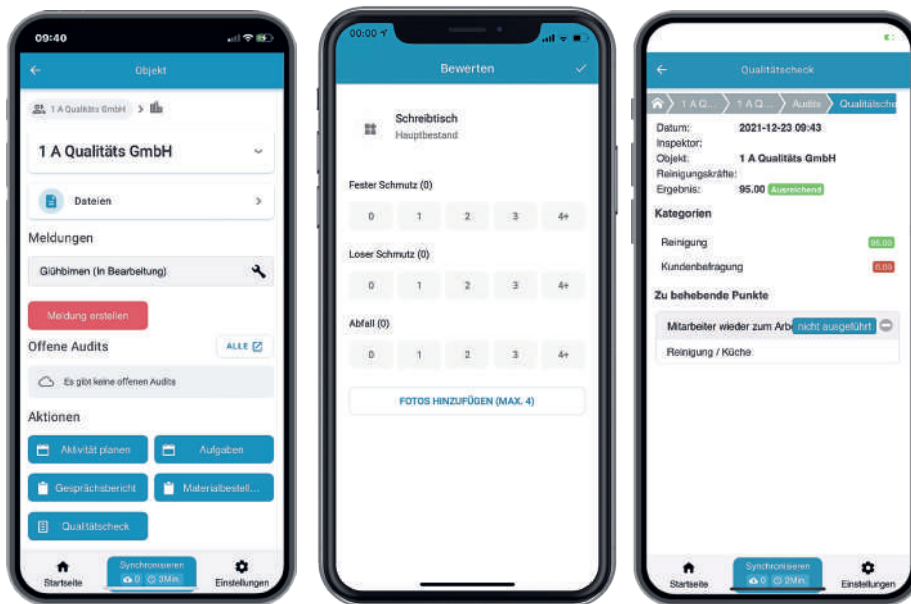 09:40
Objekt
1 A Qualitäts GmbH
1 A Qualitäts GmbH
Dateien
Meldungen
Glühbirnen (In Bearbeitung)
Meldung erstellen
Offene Audits
ALLE
Es gibt keine offenen Audits
Aktionen
Aktivität planen
Aufgaben
Gesprächsbericht
Materialbestell...
Qualitätscheck
Startseite
Synchronisieren
0 3Min.
Einstellungen
00:00
Bewerten
Schreibtisch
Hauptbestand
Fester Schmutz (0)
0 1 2 3 4+
Loser Schmutz (0)
0 1 2 3 4+
Abfall (0)
0 1 2 3 4+
FOTOS HINZUFÜGEN (MAX. 4)
Qualitätscheck
1 A Q... 1 A Q... Audits Qualitätsche
Datum: 2021-12-23 09:43
Inspektor:
Objekt: 1 A Qualitäts GmbH
Reinigungskräfte:
Ergebnis: 95.00 Ausreichend
Kategorien
Reinigung 95.00
Kundenbefragung 0.00
Zu behebende Punkte
Mitarbeiter wieder zum Arbe nicht ausgeführt
Reinigung / Küche:
Startseite
Synchronisieren
0 2Min.
Einstellungen